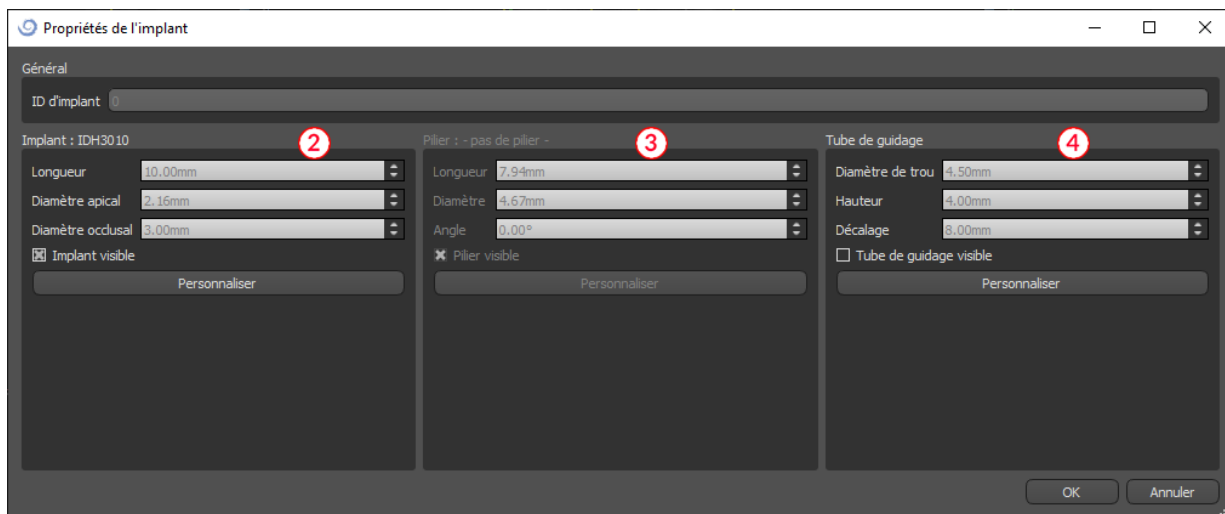 Propriétés de l'implant
Général
ID d'implant 0
Implant : IDH3010
2
Longueur 10.00mm
Diamètre apical 2.16mm
Diamètre occlusal 3.00mm
Implant visible
Personnaliser
Pilier : - pas de pilier -
3
Longueur 7.94mm
Diamètre 4.67mm
Angle 0.00°
Pilier visible
Personnaliser
Tube de guidage
4
Diamètre de trou 4.50mm
Hauteur 4.00mm
Décalage 8.00mm
Tube de guidage visible
Personnaliser
OK
Annuler